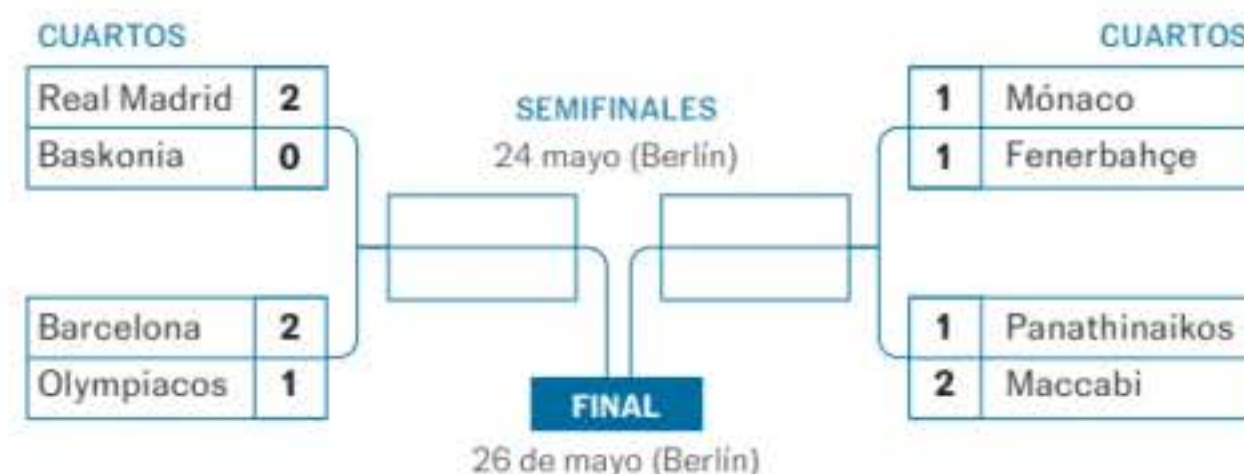 CUARTOS
Real Madrid 2
Baskonia 0
Barcelona 2
Olympiacos 1
SEMIFINALES
24 mayo (Berlín)
FINAL
26 de mayo (Berlín)
CUARTOS
1 Mónaco
1 Fenerbahçe
1 Panathinaikos
2 Maccabi